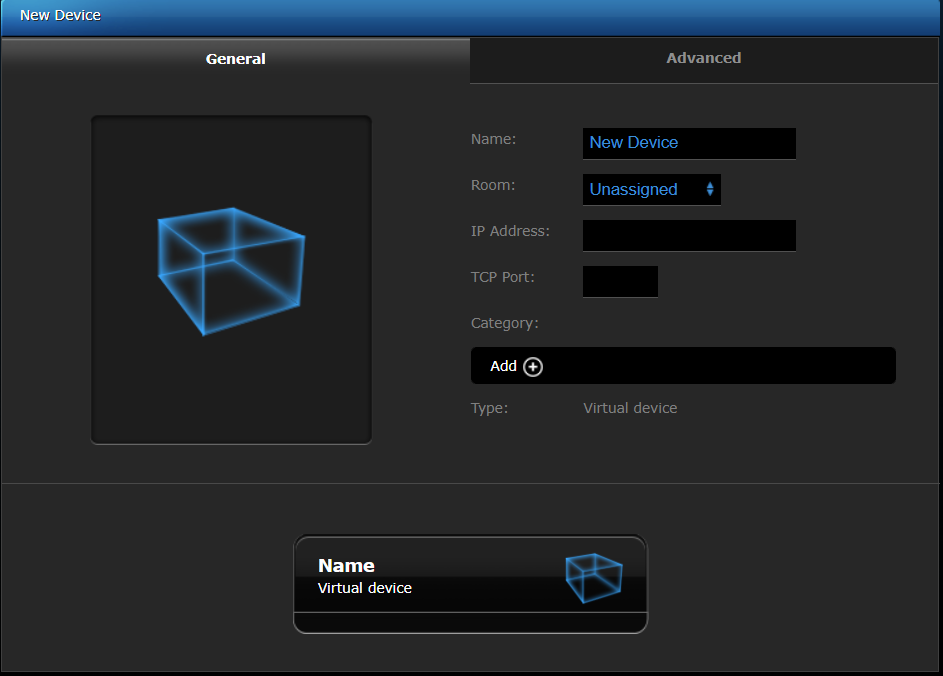 New Device
General
Advanced
Name:
New Device
Room:
Unassigned
IP Address:
TCP Port:
Category:
Add
Type:
Virtual device
Name
Virtual device